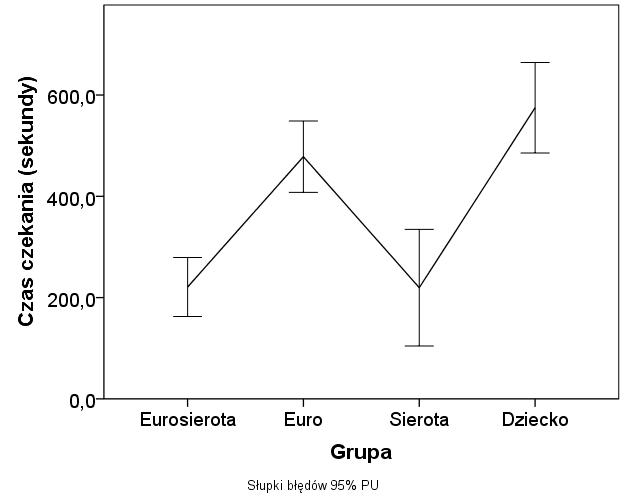 Czas czekania (sekundy)
600,0
400,0
200,0
0,0
Eurosierota Euro Sierota Dziecko
Grupa
Słupki błędów 95% PU